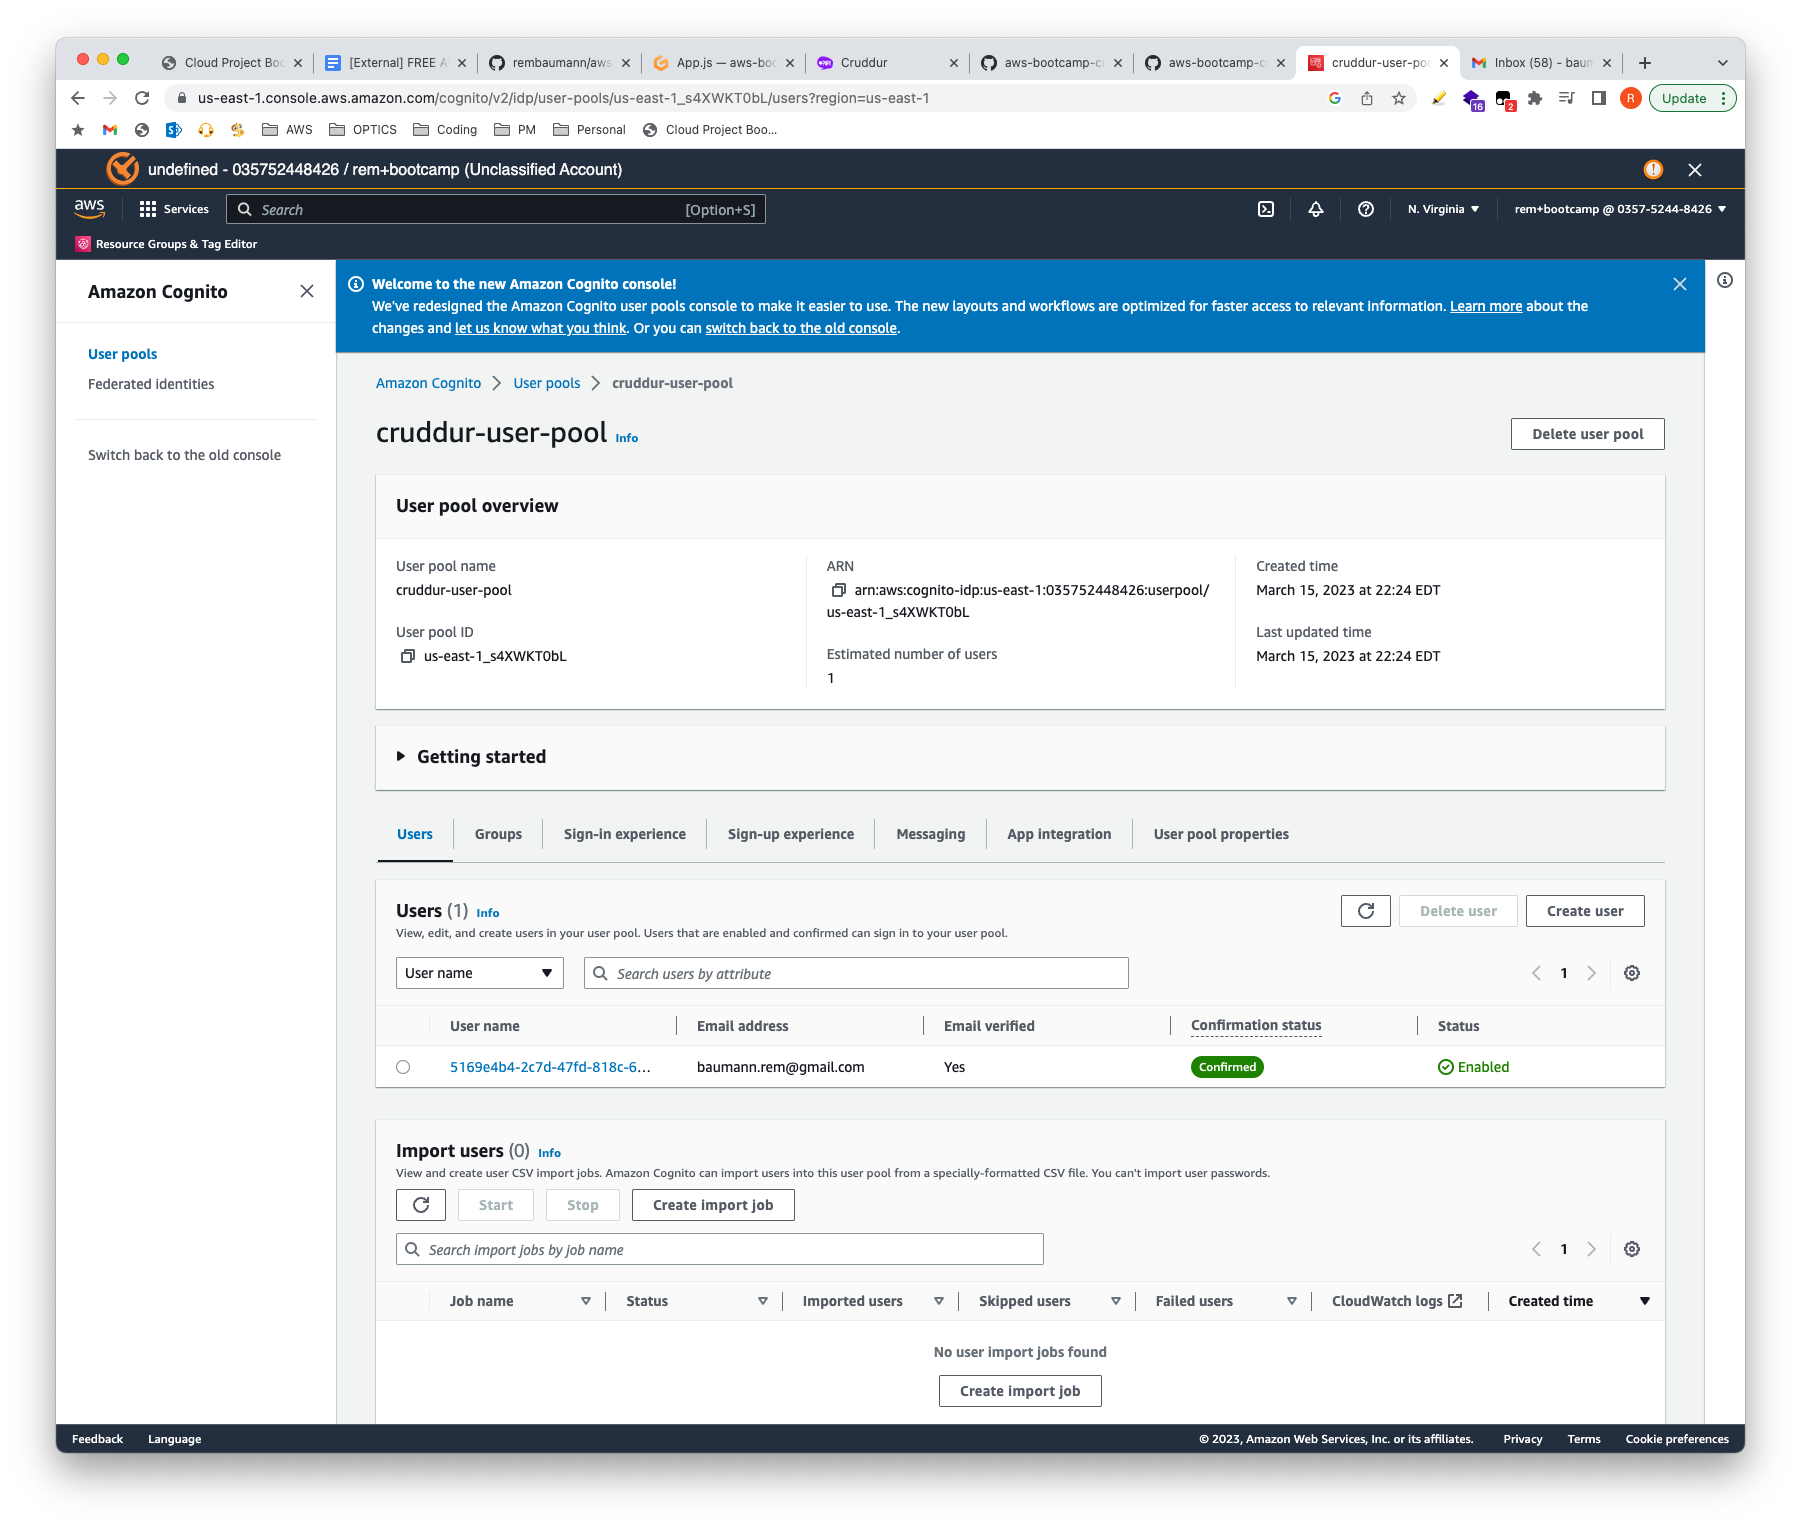 Cloud Project Boo
[External] FREE A
rembaumann/aws
App.js — aws-boo
Cruddur
aws-bootcamp-c
aws-bootcamp-c
cruddur-user-poo
Inbox (58) - baum
us-east-1.console.aws.amazon.com/cognito/v2/idp/user-pools/us-east-1_s4XWKT0bL/users?region=us-east-1
16
2
R
Update
AWS
OPTICS
Coding
PM
Personal
Cloud Project Boo...
undefined - 035752448426 / rem+bootcamp (Unclassified Account)
aws
Services
Search
[Option+S]
N. Virginia
rem+bootcamp @ 0357-5244-8426
Resource Groups & Tag Editor
Amazon Cognito
User pools
Federated identities
Switch back to the old console
Welcome to the new Amazon Cognito console!
We've redesigned the Amazon Cognito user pools console to make it easier to use. The new layouts and workflows are optimized for faster access to relevant information. Learn more about the
changes and let us know what you think. Or you can switch back to the old console.
Amazon Cognito
User pools
cruddur-user-pool
cruddur-user-pool Info
Delete user pool
User pool overview
User pool name
cruddur-user-pool
User pool ID
us-east-1_s4XWKT0bL
ARN
arn:aws:cognito-idp:us-east-1:035752448426:userpool/
us-east-1_s4XWKT0bL
Estimated number of users
1
Created time
March 15, 2023 at 22:24 EDT
Last updated time
March 15, 2023 at 22:24 EDT
Getting started
Users
Groups
Sign-in experience
Sign-up experience
Messaging
App integration
User pool properties
Users (1) Info
View, edit, and create users in your user pool. Users that are enabled and confirmed can sign in to your user pool.
Delete user
Create user
User name
Search users by attribute
1
User name
Email address
Email verified
Confirmation status
Status
5169e4b4-2c7d-47fd-818c-6...
baumann.rem@gmail.com
Yes
Confirmed
Enabled
Import users (0) Info
View and create user CSV import jobs. Amazon Cognito can import users into this user pool from a specially-formatted CSV file. You can't import user passwords.
Start
Stop
Create import job
Search import jobs by job name
1
Job name
Status
Imported users
Skipped users
Failed users
CloudWatch logs
Created time
No user import jobs found
Create import job
Feedback
Language
© 2023, Amazon Web Services, Inc. or its affiliates.
Privacy
Terms
Cookie preferences